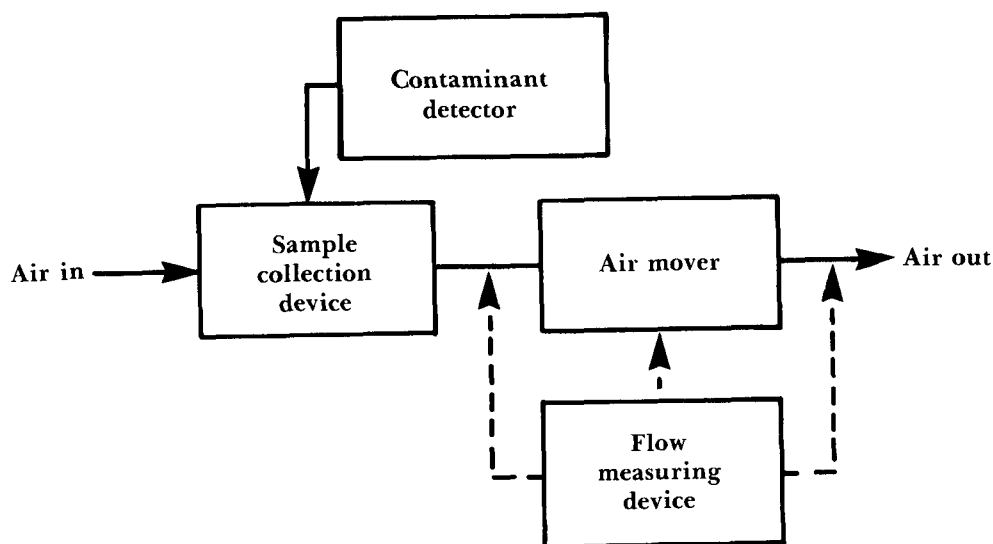 Contaminant
detector
Air in
Sample
collection
device
Air mover
Air out
Flow
measuring
device